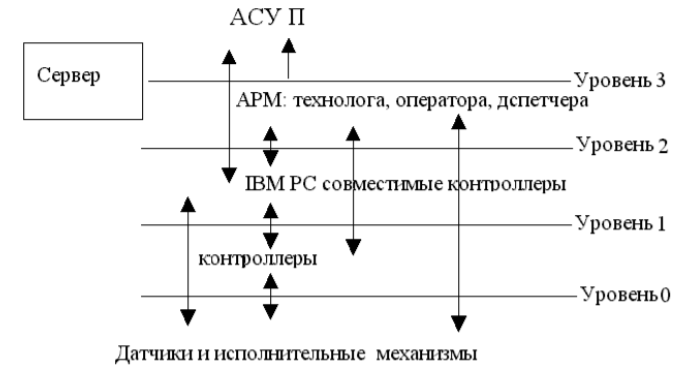 АСУ П
Сервер
Уровень 3
АРМ: технолога, оператора, дспетчера
Уровень 2
IBM PC совместимые контроллеры
Уровень 1
контроллеры
Уровень 0
Датчики и исполнительные механизмы